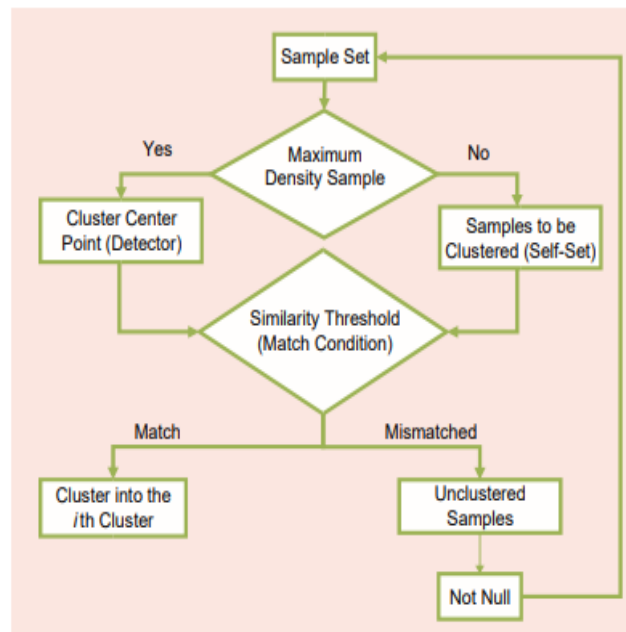 Sample Set
Yes
Maximum
Density Sample
No
Cluster Center
Point (Detector)
Samples to be
Clustered (Self-Set)
Similarity Threshold
(Match Condition)
Match
Mismatched
Cluster into the
ith Cluster
Unclustered
Samples
Not Null